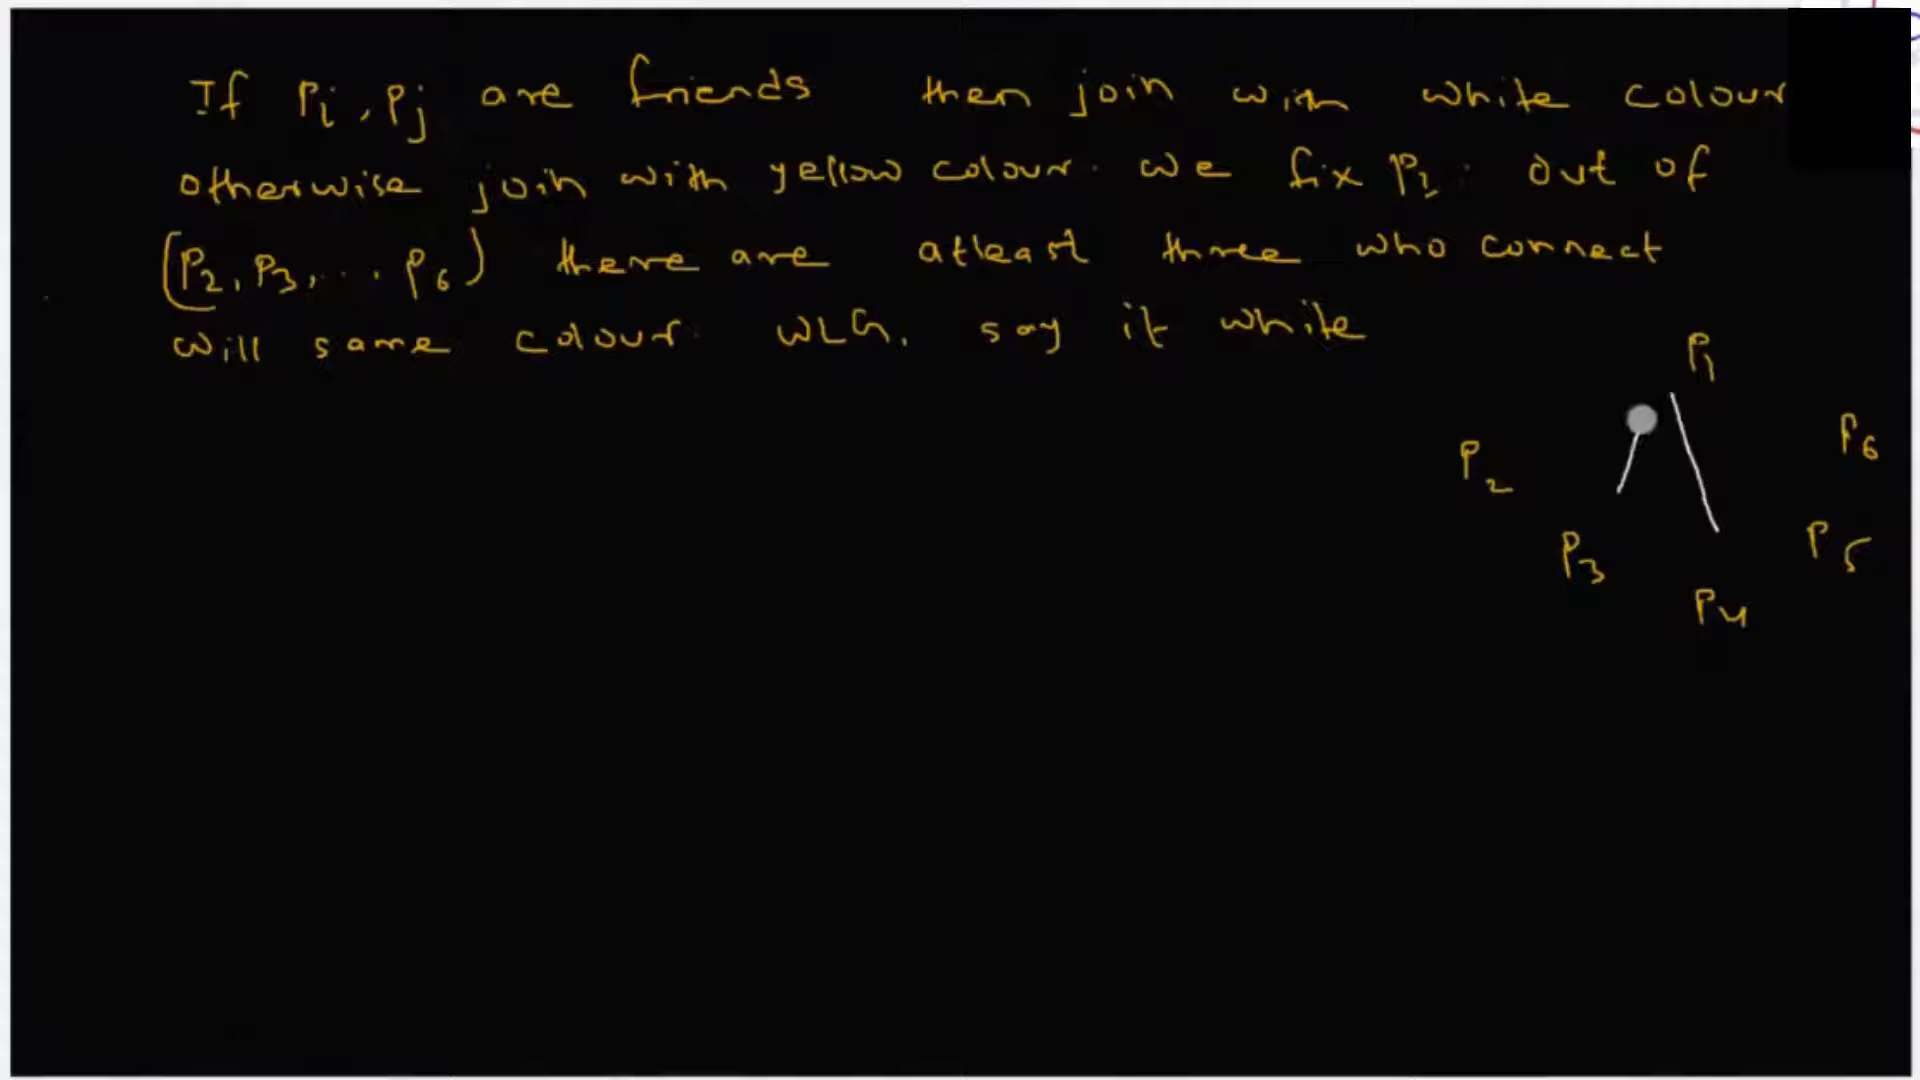 If Pi, Pj are friends then join with white colour
otherwise join with yellow colour. We fix P1. Out of
(P2, P3, ... P6) there are atleast three who connect
will same colour. WLG, say it white
P1
P6
P2
P5
P3
P4